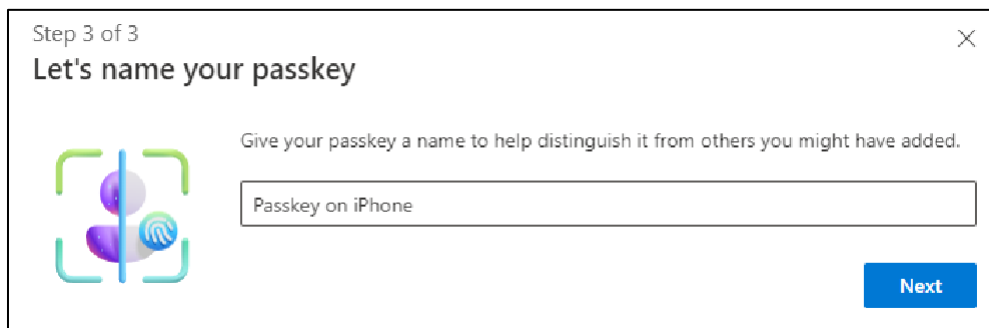 Step 3 of 3
Let's name your passkey
Give your passkey a name to help distinguish it from others you might have added.
Passkey on iPhone
Next